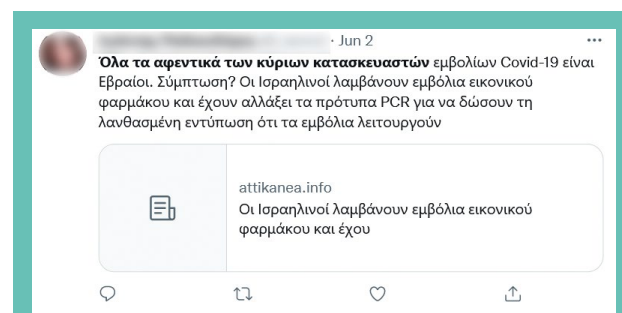 · Jun 2
Όλα τα αφεντικά των κύριων κατασκευαστών εμβολίων Covid-19 είναι
Εβραίοι. Σύμπτωση? Οι Ισραηλινοί λαμβάνουν εμβόλια εικονικού
φαρμάκου και έχουν αλλάξει τα πρότυπα PCR για να δώσουν τη
λανθασμένη εντύπωση ότι τα εμβόλια λειτουργούν
attikanea.info
Οι Ισραηλινοί λαμβάνουν εμβόλια εικονικού
φαρμάκου και έχου